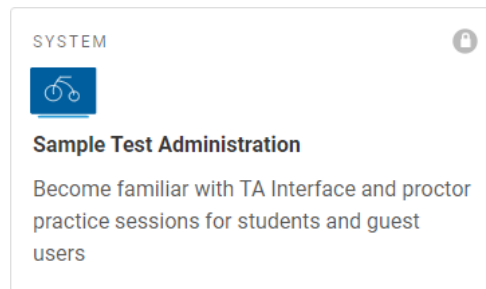 SYSTEM
Sample Test Administration
Become familiar with TA Interface and proctor
practice sessions for students and guest
users